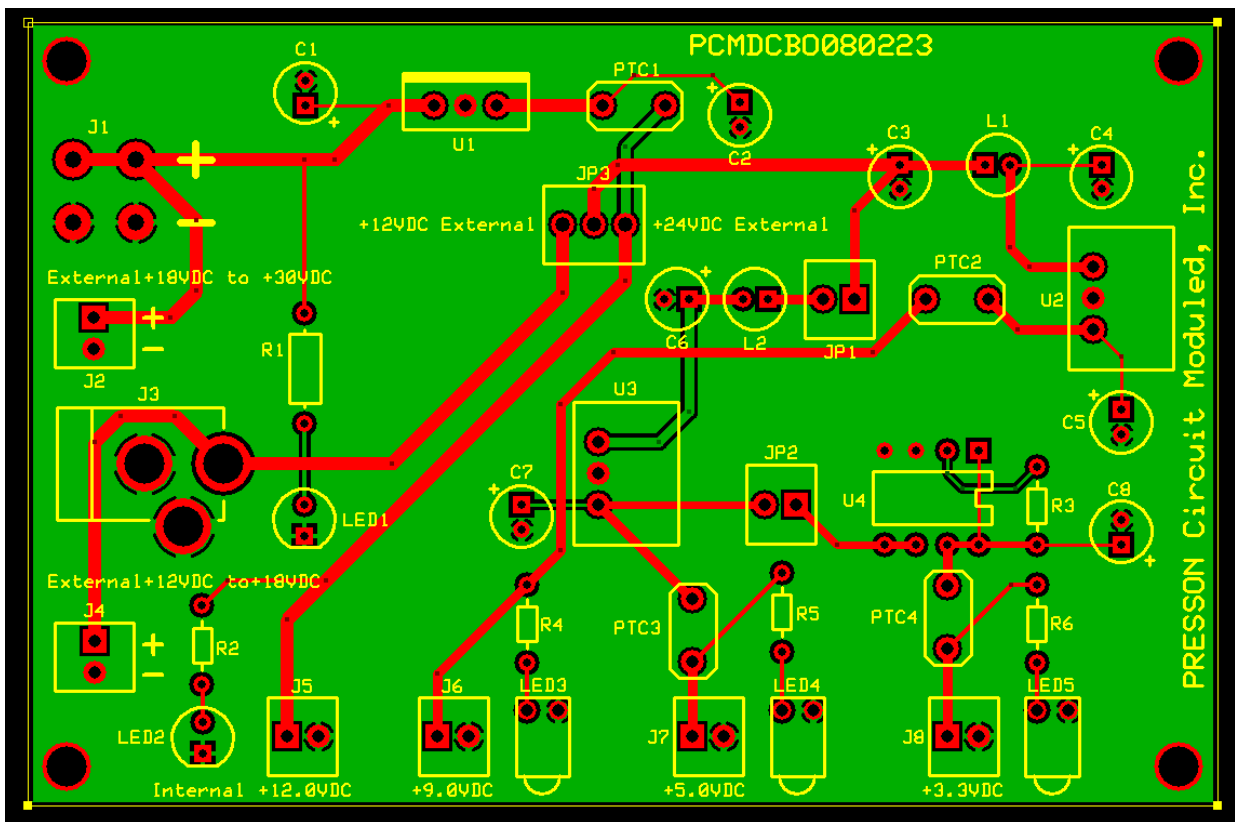 PCMDCBO080223
C1
PTC1
J1
U1
C2
C3
L1
C4
JP3
+12VDC External
+24VDC External
External+18VDC to +30VDC
PTC2
U2
R1
C6
L2
JP1
J2
J3
U3
C5
JP2
C7
U4
R3
C8
LED1
External+12VDC to+18VDC
J4
R2
R4
PTC3
R5
PTC4
R6
J5
J6
LED3
LED4
LED5
LED2
J7
J8
Internal +12.0VDC
+9.0VDC
+5.0VDC
+3.3VDC
PRESSON Circuit Moduled, Inc.